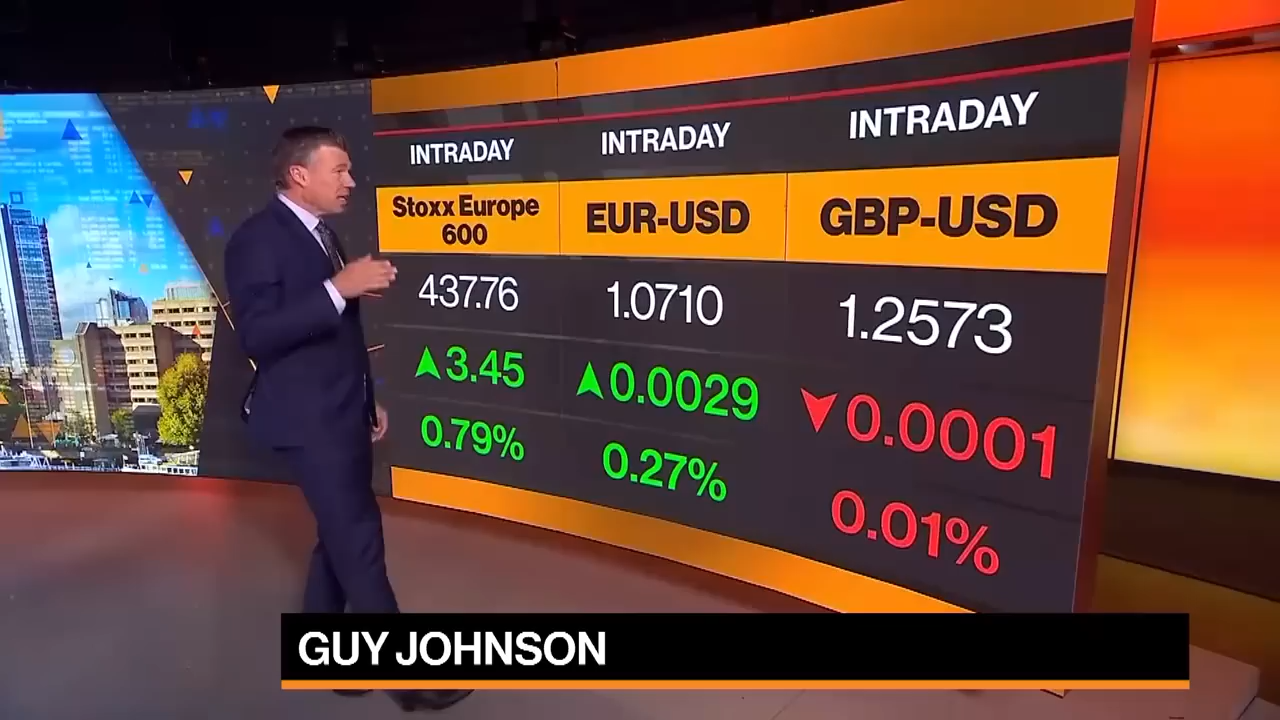 INTRADAY
INTRADAY
INTRADAY
Stoxx Europe
600
EUR-USD
GBP-USD
437.76
1.0710
1.2573
▲3.45
▲0.0029
▼0.0001
0.79%
0.27%
0.01%
GUY JOHNSON